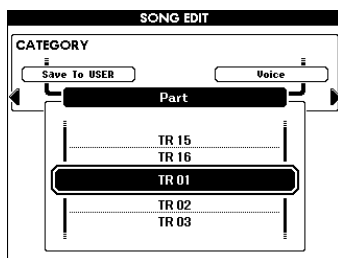 SONG EDIT
CATEGORY
Save To USER
Voice
Part
TR 15
TR 16
TR 01
TR 02
TR 03